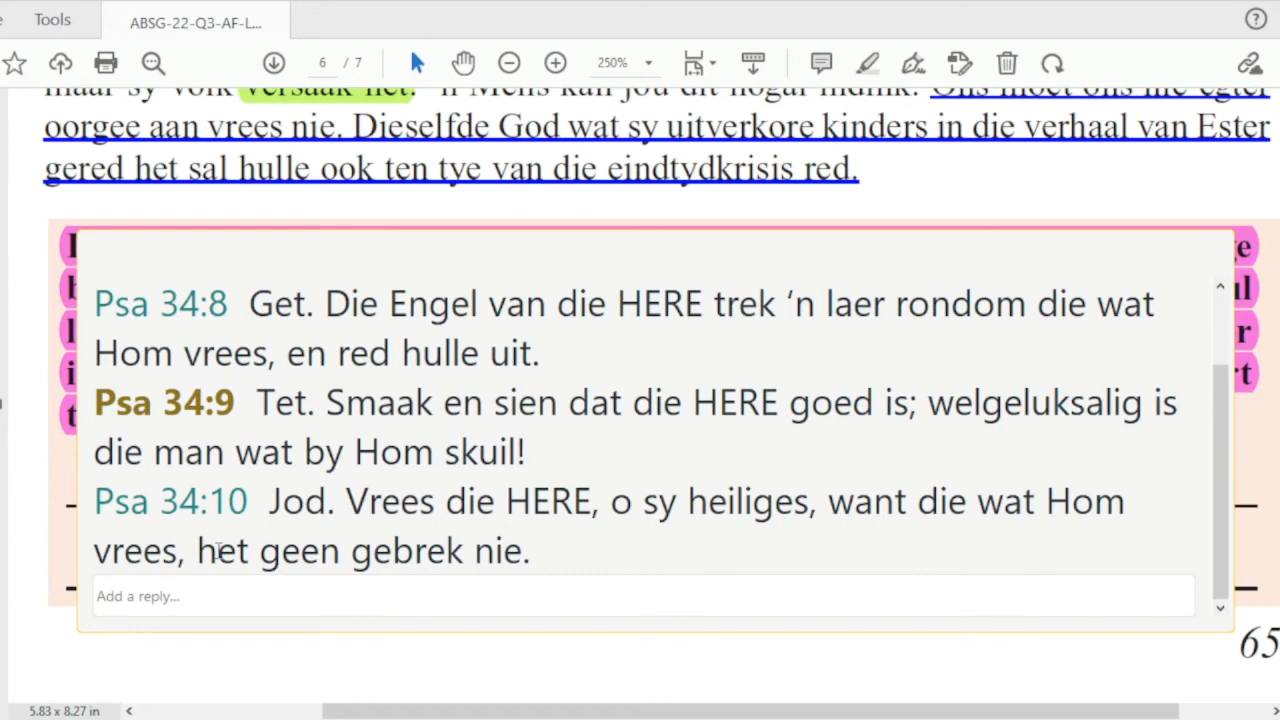 Tools
ABSG-22-Q3-AF-L...
6 / 7
250%
versaak het.
oorgee aan vrees nie. Dieselfde God wat sy uitverkore kinders in die verhaal van Ester
gered het sal hulle ook ten tye van die eindtydkrisis red.
Psa 34:8 Get. Die Engel van die HERE trek ‘n laer rondom die wat
Hom vrees, en red hulle uit.
Psa 34:9 Tet. Smaak en sien dat die HERE goed is; welgeluksalig is
die man wat by Hom skuil!
Psa 34:10 Jod. Vrees die HERE, o sy heiliges, want die wat Hom
vrees, het geen gebrek nie.
Add a reply...
65
5.83 x 8.27 in